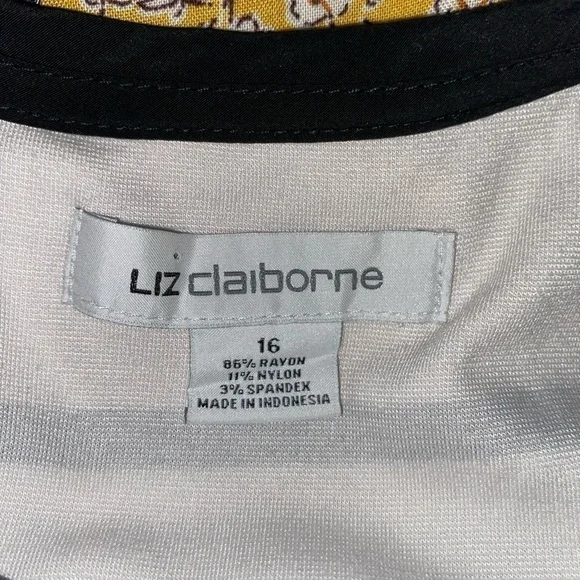 LIZ claiborne
16
86% RAYON
11% NYLON
3% SPANDEX
MADE IN INDONESIA